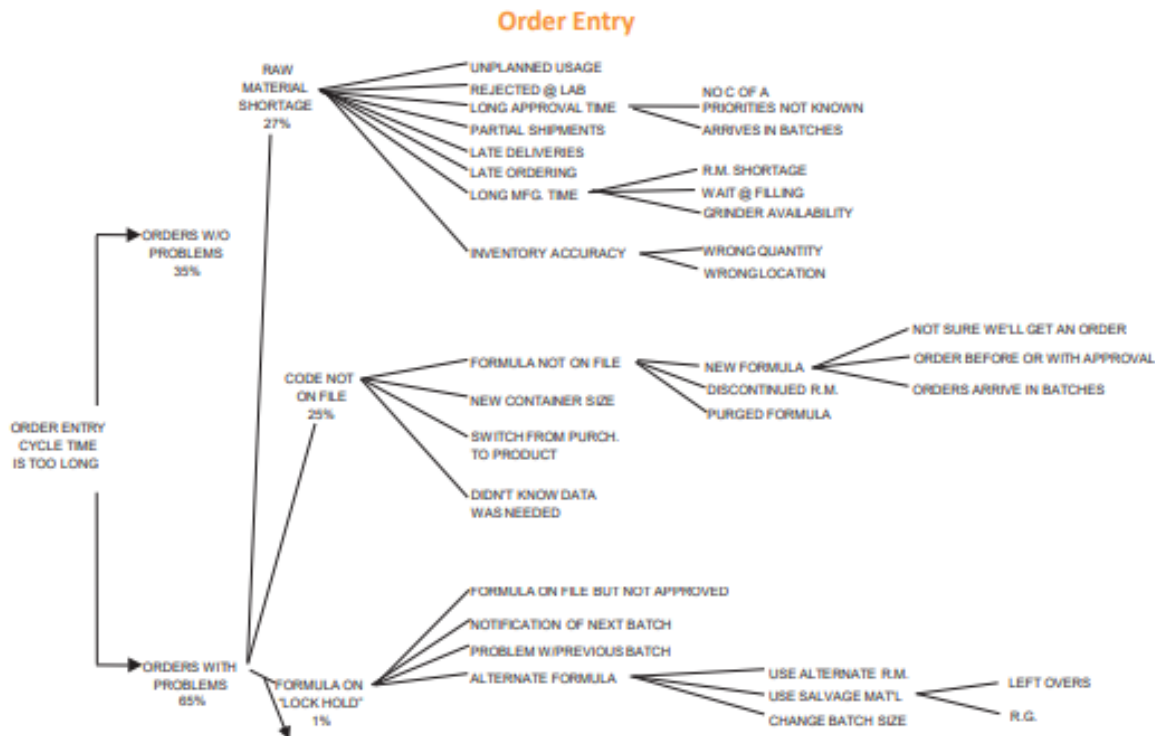 Order Entry
RAW
MATERIAL
SHORTAGE
27%
UNPLANNED USAGE
REJECTED @ LAB
LONG APPROVAL TIME
PARTIAL SHIPMENTS
LATE DELIVERIES
LATE ORDERING
LONG MFG. TIME
INVENTORY ACCURACY
NO C OF A
PRIORITIES NOT KNOWN
ARRIVES IN BATCHES
R.M. SHORTAGE
WAIT @ FILLING
GRINDER AVAILABILITY
WRONG QUANTITY
WRONG LOCATION
ORDERS W/O
PROBLEMS
35%
CODE NOT
ON FILE
25%
FORMULA NOT ON FILE
NEW CONTAINER SIZE
SWITCH FROM PURCH.
TO PRODUCT
DIDN'T KNOW DATA
WAS NEEDED
NEW FORMULA
DISCONTINUED R.M.
PURGED FORMULA
NOT SURE WE'LL GET AN ORDER
ORDER BEFORE OR WITH APPROVAL
ORDERS ARRIVE IN BATCHES
ORDER ENTRY
CYCLE TIME
IS TOO LONG
ORDERS WITH
PROBLEMS
65%
FORMULA ON
"LOCK HOLD"
1%
FORMULA ON FILE BUT NOT APPROVED
NOTIFICATION OF NEXT BATCH
PROBLEM W/PREVIOUS BATCH
ALTERNATE FORMULA
USE ALTERNATE R.M.
USE SALVAGE MAT'L
CHANGE BATCH SIZE
LEFT OVERS
R.G.